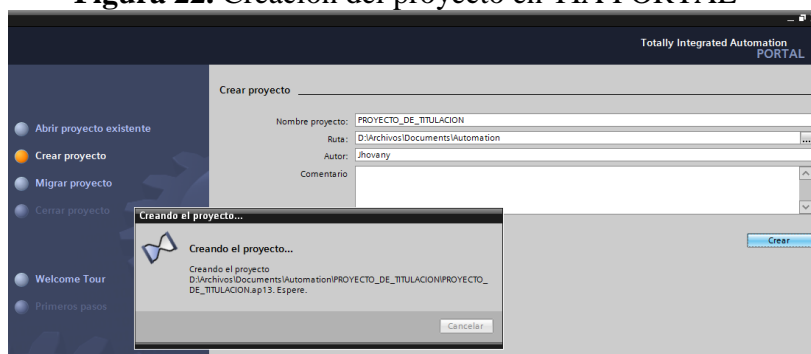 Figura 22. Creación del proyecto en TIA PORTAL
Totally Integrated Automation
PORTAL
Crear proyecto
Nombre proyecto: PROYECTO_DE_TITULACION
Ruta: D:\Archivos\Documents\Automation
...
Autor: Jhovany
Comentario
Crear
Abrir proyecto existente
Crear proyecto
Migrar proyecto
Cerrar proyecto
Welcome Tour
Primeros pasos
Creando el proyecto...
Creando el proyecto...
Creando el proyecto
D:\Archivos\Documents\Automation\PROYECTO_DE_TITULACION\PROYECTO_
DE_TITULACION.ap13. Espere.
Cancelar